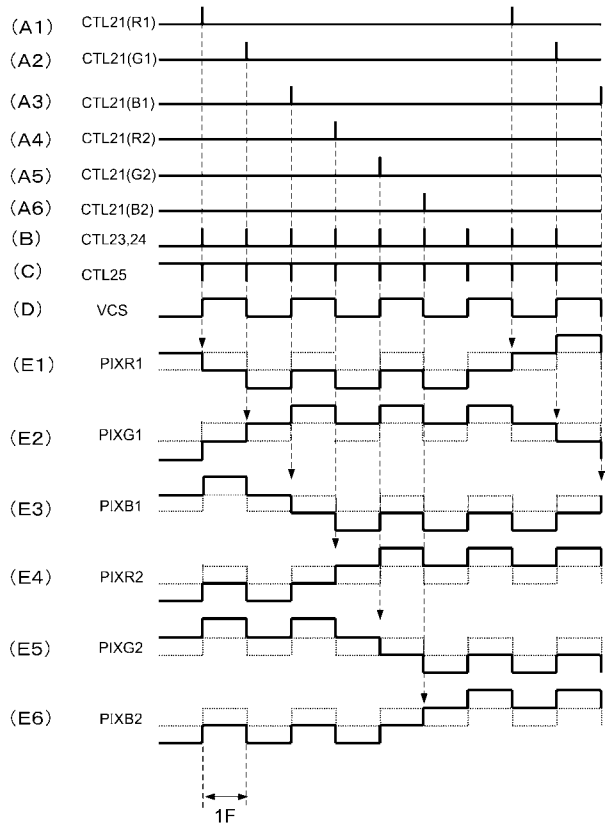 (A1) CTL21(R1)
(A2) CTL21(G1)
(A3) CTL21(B1)
(A4) CTL21(R2)
(A5) CTL21(G2)
(A6) CTL21(B2)
(B) CTL23,24
(C) CTL25
(D) VCS
(E1) PIXR1
(E2) PIXG1
(E3) PIXB1
(E4) PIXR2
(E5) PIXG2
(E6) PIXB2
1F